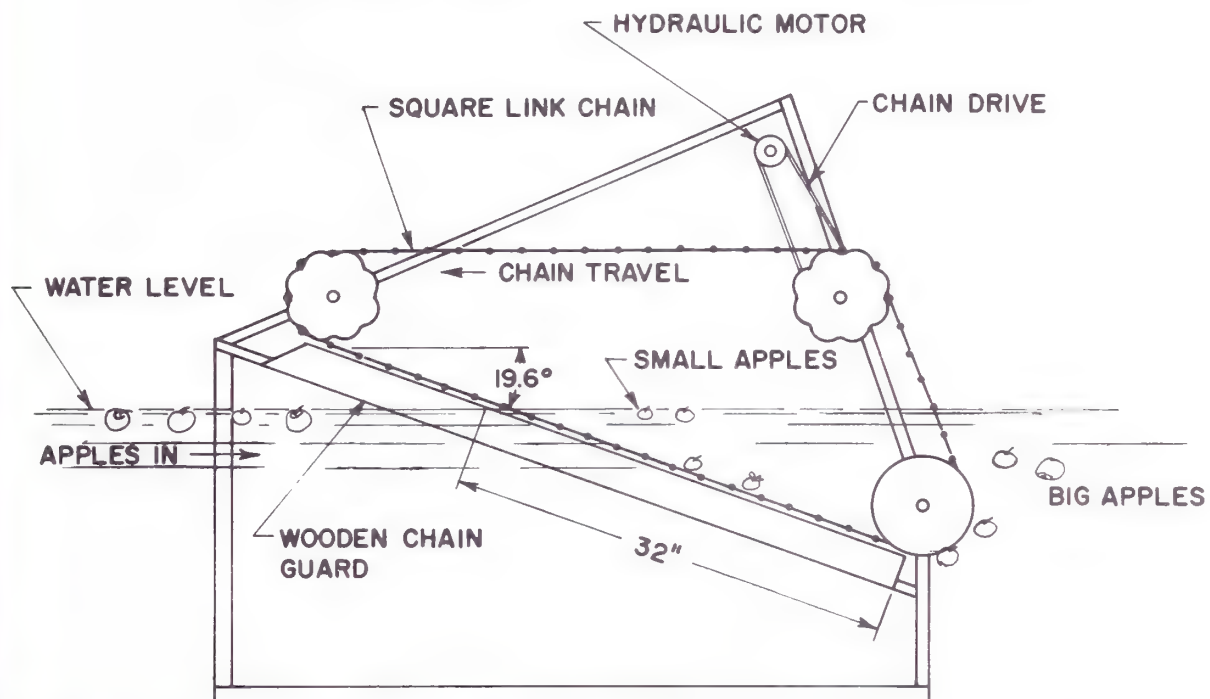 HYDRAULIC MOTOR
SQUARE LINK CHAIN
CHAIN DRIVE
CHAIN TRAVEL
WATER LEVEL
19.6°
SMALL APPLES
APPLES IN
BIG APPLES
WOODEN CHAIN
GUARD
32"